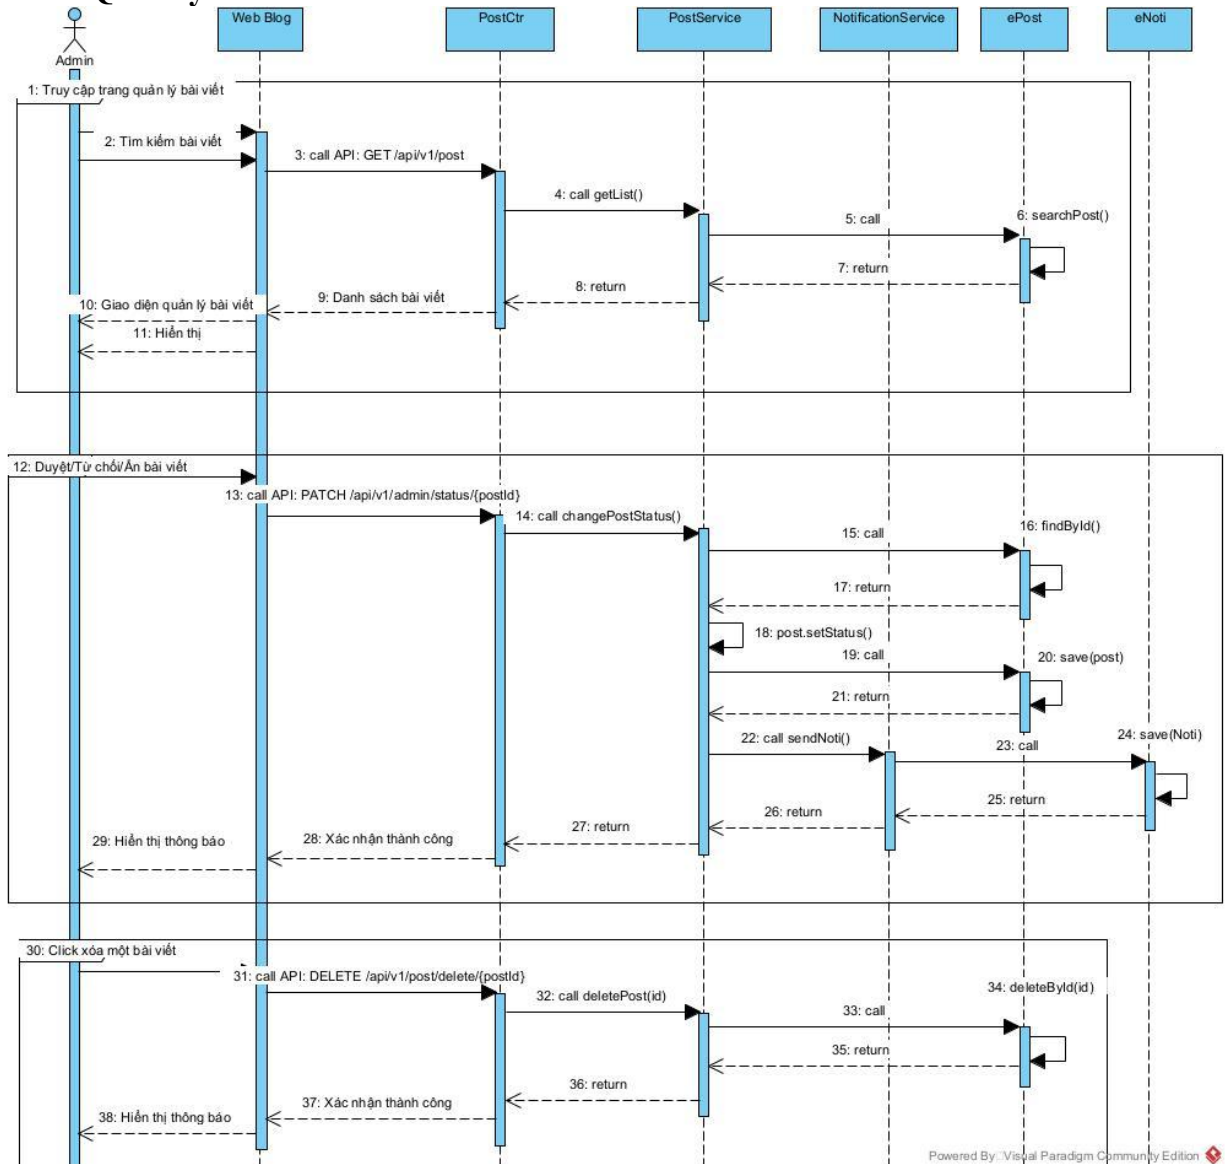 Web Blog
PostCtr
PostService
NotificationService
ePost
eNoti
Admin
1: Truy cập trang quản lý bài viết
2: Tìm kiếm bài viết
3: call API: GET /api/v1/post
4: call getList()
5: call
6: searchPost()
7: return
8: return
9: Danh sách bài viết
10: Giao diện quản lý bài viết
11: Hiển thị
12: Duyệt/Từ chối/Ẩn bài viết
13: call API: PATCH /api/v1/admin/status/{postId}
14: call changePostStatus()
15: call
16: findById()
17: return
18: post.setStatus()
19: call
20: save(post)
21: return
22: call sendNoti()
23: call
24: save(Noti)
25: return
26: return
27: return
28: Xác nhận thành công
29: Hiển thị thông báo
30: Click xóa một bài viết
31: call API: DELETE /api/v1/post/delete/{postId}
32: call deletePost(id)
33: call
34: deleteById(id)
35: return
36: return
37: Xác nhận thành công
38: Hiển thị thông báo
Powered By Visual Paradigm Community Edition